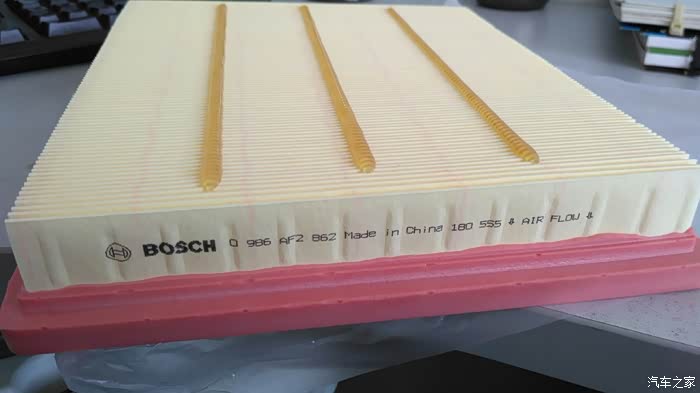 BOSCH 0 986 AF2 862 Made in China 180 555 ⇩ AIR FLOW ⇩
汽车之家